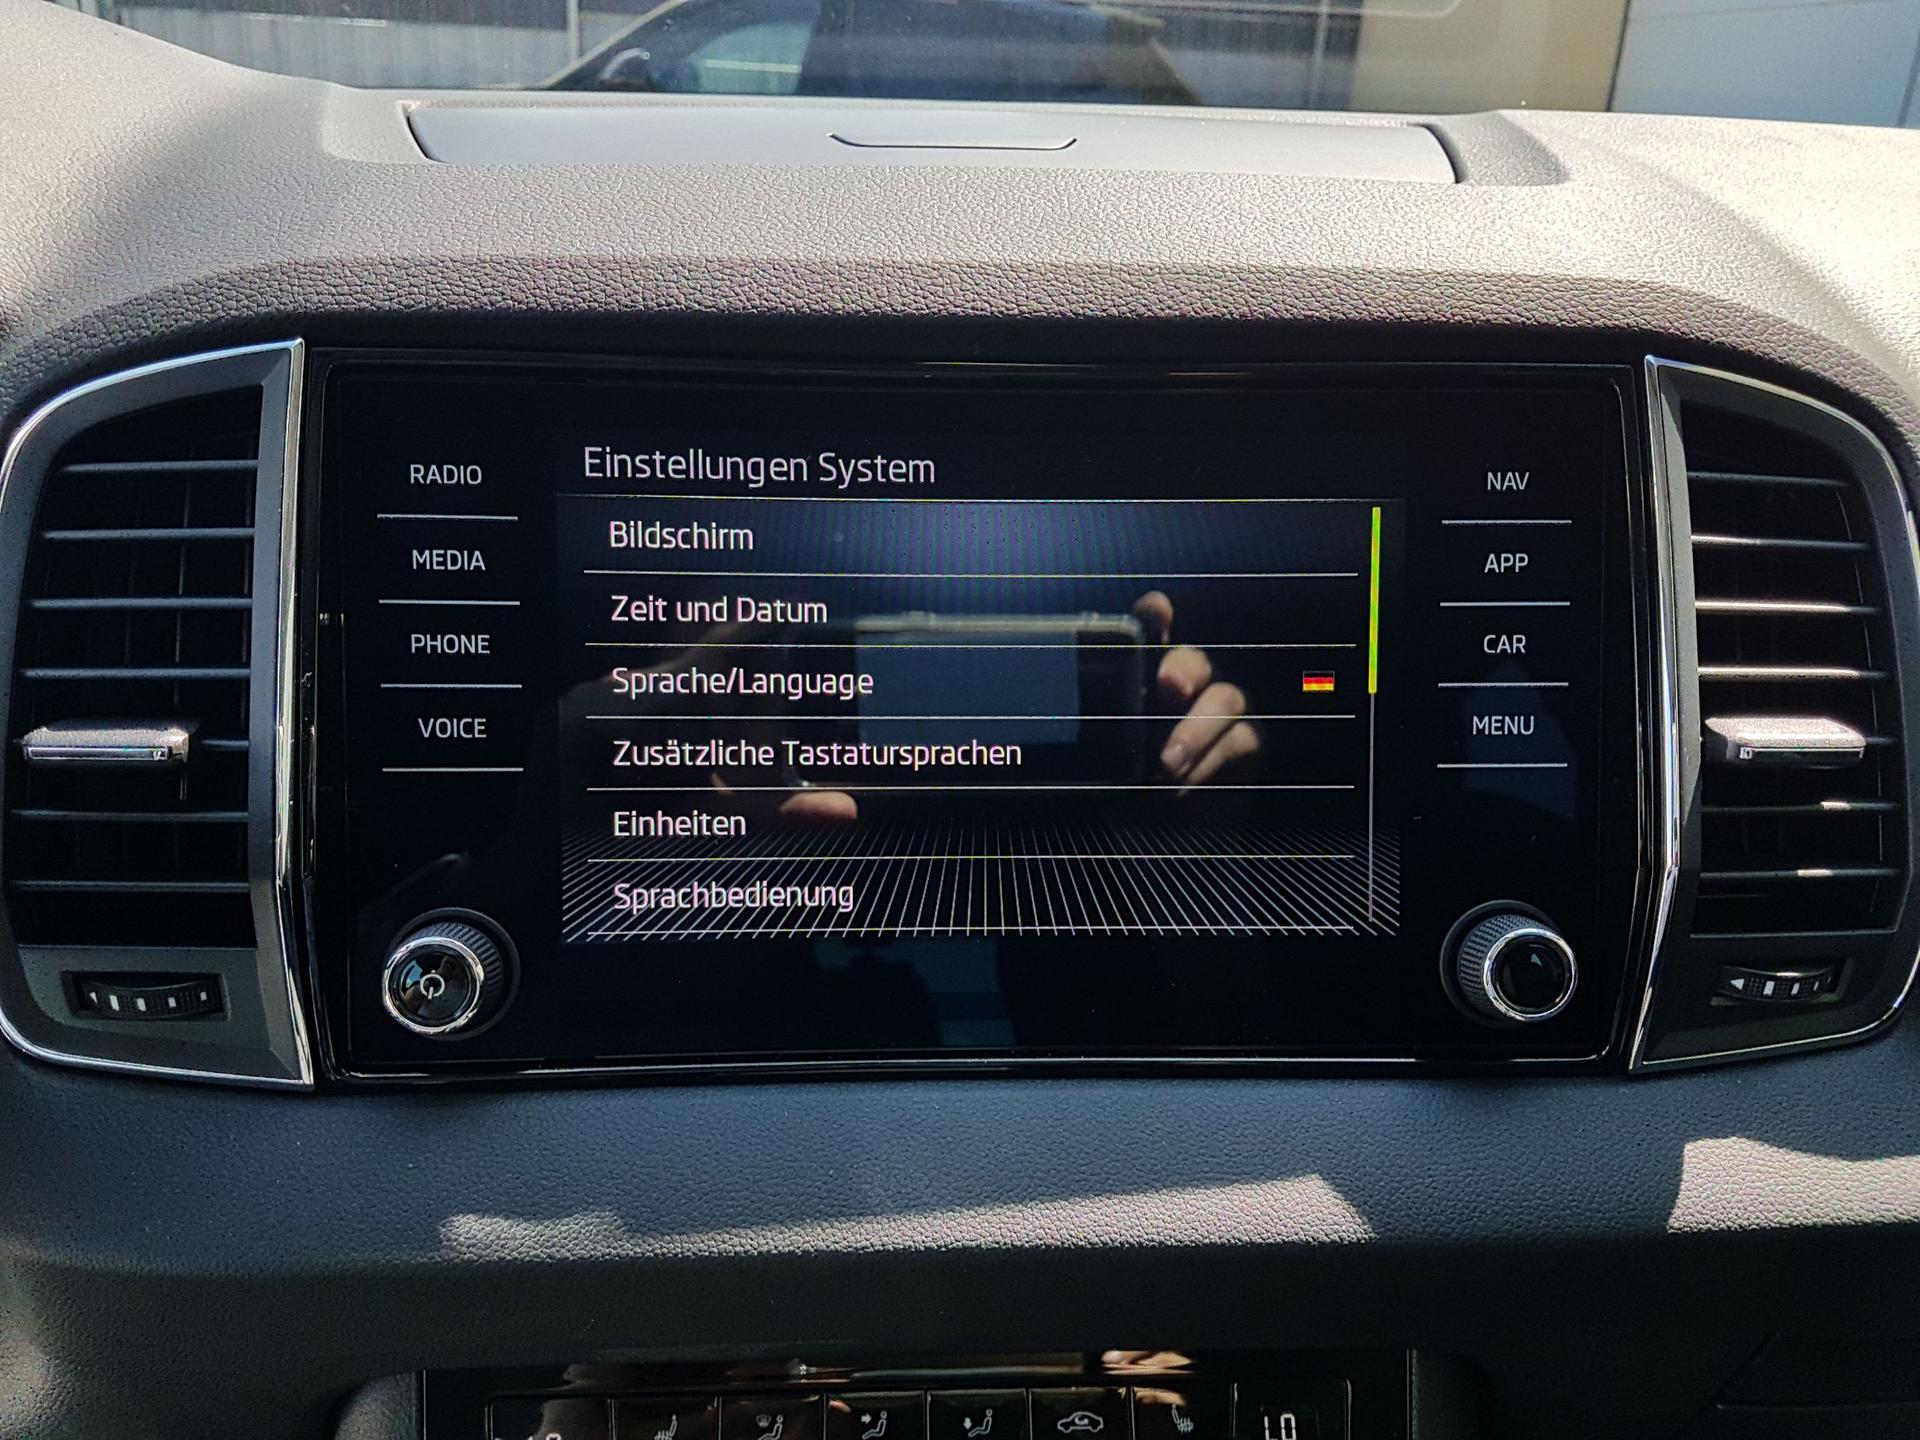 Einstellungen System
RADIO
MEDIA
PHONE
VOICE
Bildschirm
Zeit und Datum
Sprache/Language
Zusätzliche Tastatursprachen
Einheiten
Sprachbedienung
NAV
APP
CAR
MENU
LO